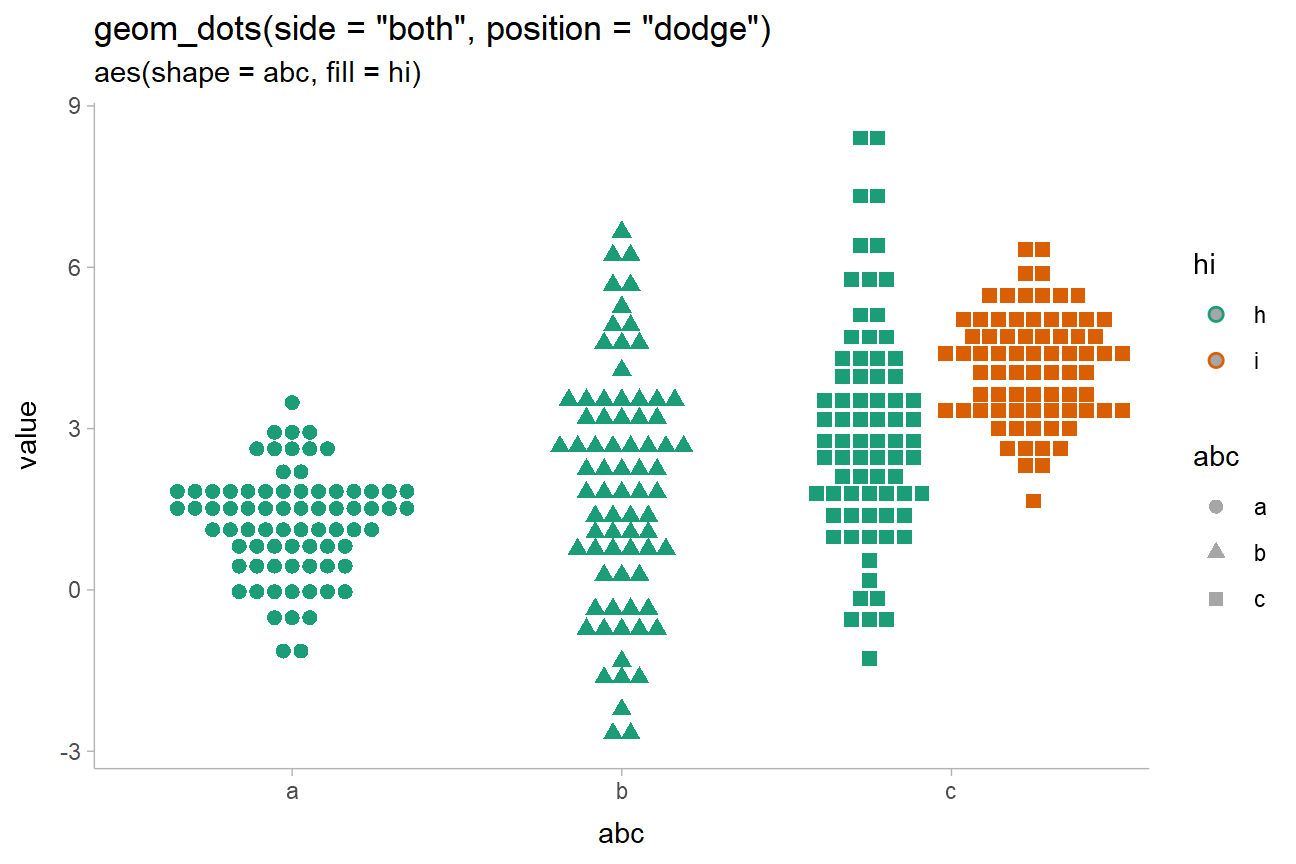 geom_dots(side = "both", position = "dodge")
aes(shape = abc, fill = hi)
9
6
3
0
-3
value
a
b
c
abc
hi
h
i
abc
a
b
c